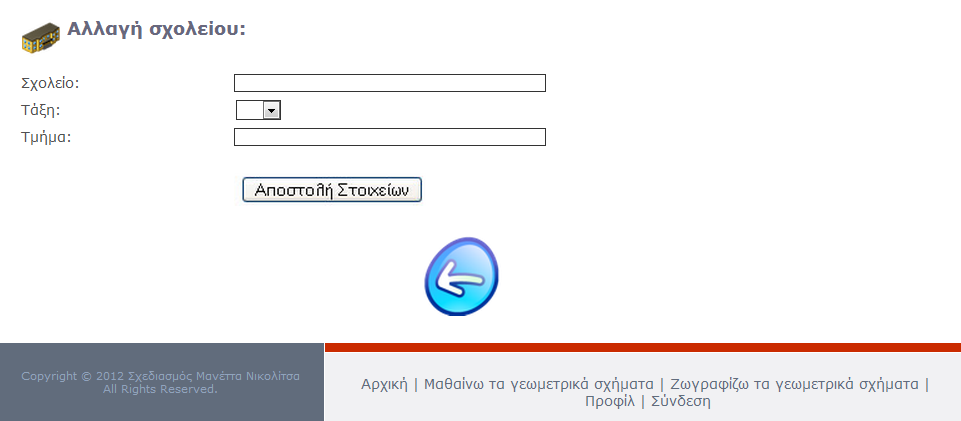 Αλλαγή σχολείου:
Σχολείο:
Τάξη:
Τμήμα:
Αποστολή Στοιχείων
Copyright © 2012 Σχεδιασμός Μανέττα Νικολίτσα
All Rights Reserved.
Αρχική | Μαθαίνω τα γεωμετρικά σχήματα | Ζωγραφίζω τα γεωμετρικά σχήματα |
Προφίλ | Σύνδεση